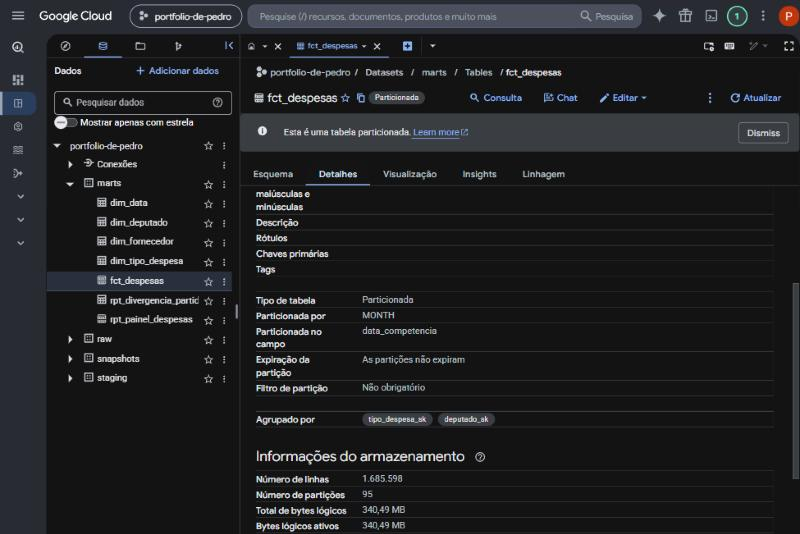 Google Cloud
portfolio-de-pedro
Pesquise (/) recursos, documentos, produtos e muito mais
Pesquisa
1
P
fct_despesas
Dados
+ Adicionar dados
Pesquisar dados
Mostrar apenas com estrela
portfolio-de-pedro
Conexões
marts
dim_data
dim_deputado
dim_fornecedor
dim_tipo_despesa
fct_despesas
rpt_divergencia_partid
rpt_painel_despesas
raw
snapshots
staging
portfolio-de-pedro / Datasets / marts / Tables / fct_despesas
fct_despesas
Particionada
Consulta
Chat
Editar
Atualizar
Esta é uma tabela particionada. Learn more
Dismiss
Esquema
Detalhes
Visualização
Insights
Linhagem
maiúsculas e
minúsculas
Descrição
Rótulos
Chaves primárias
Tags
Tipo de tabela Particionada
Particionada por MONTH
Particionada no campo data_competencia
Expiração da partição As partições não expiram
Filtro de partição Não obrigatório
Agrupado por tipo_despesa_sk deputado_sk
Informações do armazenamento
Número de linhas 1.685.598
Número de partições 95
Total de bytes lógicos 340,49 MB
Bytes lógicos ativos 340,49 MB